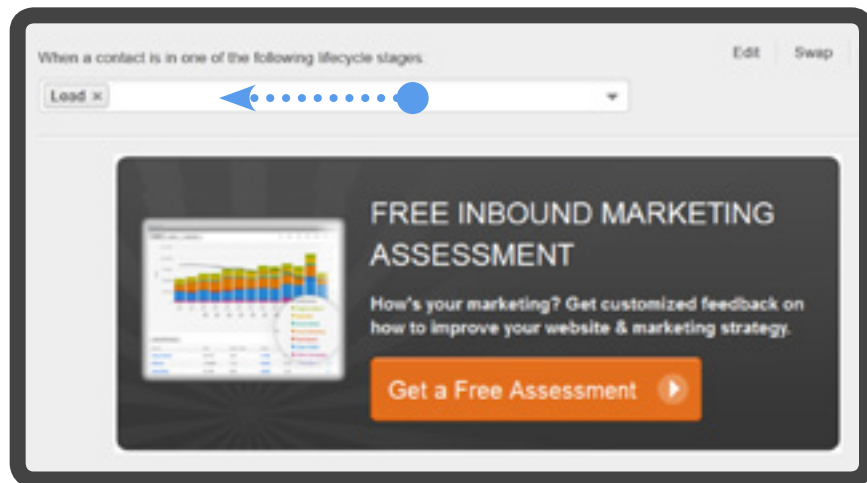 When a contact is in one of the following lifecycle stages:
Edit
Swap
Lead ×
FREE INBOUND MARKETING
ASSESSMENT
How's your marketing? Get customized feedback on
how to improve your website & marketing strategy.
Get a Free Assessment